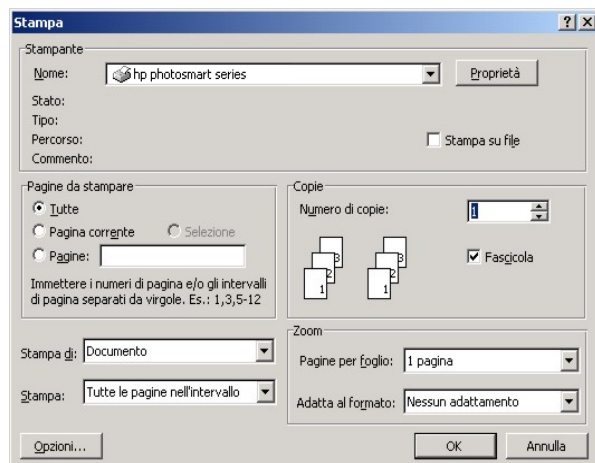 Stampa
Stampante
Nome: hp photosmart series Proprietà
Stato:
Tipo:
Percorso: Stampa su file
Commento:
Pagine da stampare
Tutte
Pagina corrente Selezione
Pagine:
Immettere i numeri di pagina e/o gli intervalli
di pagina separati da virgole. Es.: 1,3,5-12
Copie
Numero di copie: 1
3 3
2 2
1 1
Fascicola
Stampa di: Documento
Stampa: Tutte le pagine nell'intervallo
Zoom
Pagine per foglio: 1 pagina
Adatta al formato: Nessun adattamento
Opzioni... OK Annulla